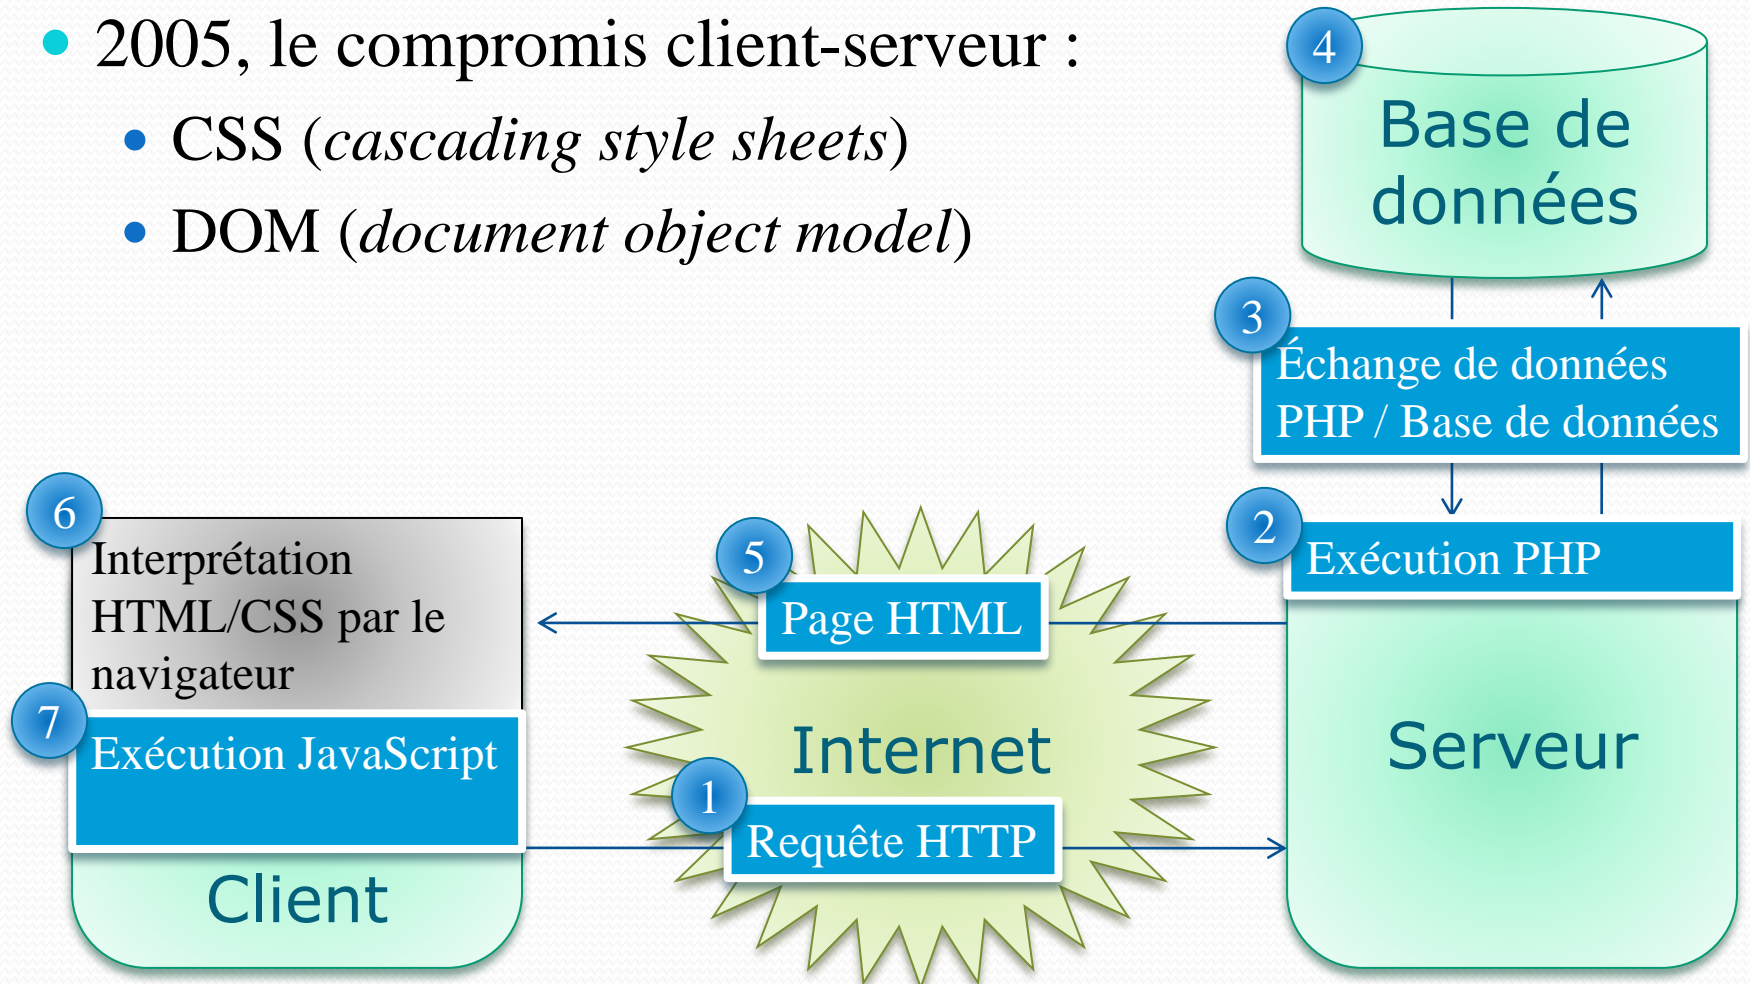 2005, le compromis client-serveur :
CSS (cascading style sheets)
DOM (document object model)
4
Base de
données
3
Échange de données
PHP / Base de données
2
Exécution PHP
Serveur
5
Page HTML
Internet
1
Requête HTTP
6
Interprétation
HTML/CSS par le
navigateur
7
Exécution JavaScript
Client